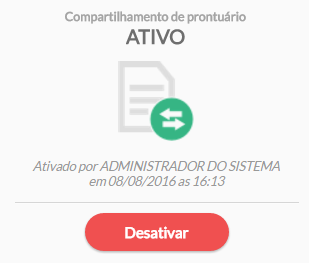 Compartilhamento de prontuário
ATIVO
Ativado por ADMINISTRADOR DO SISTEMA
em 08/08/2016 as 16:13
Desativar